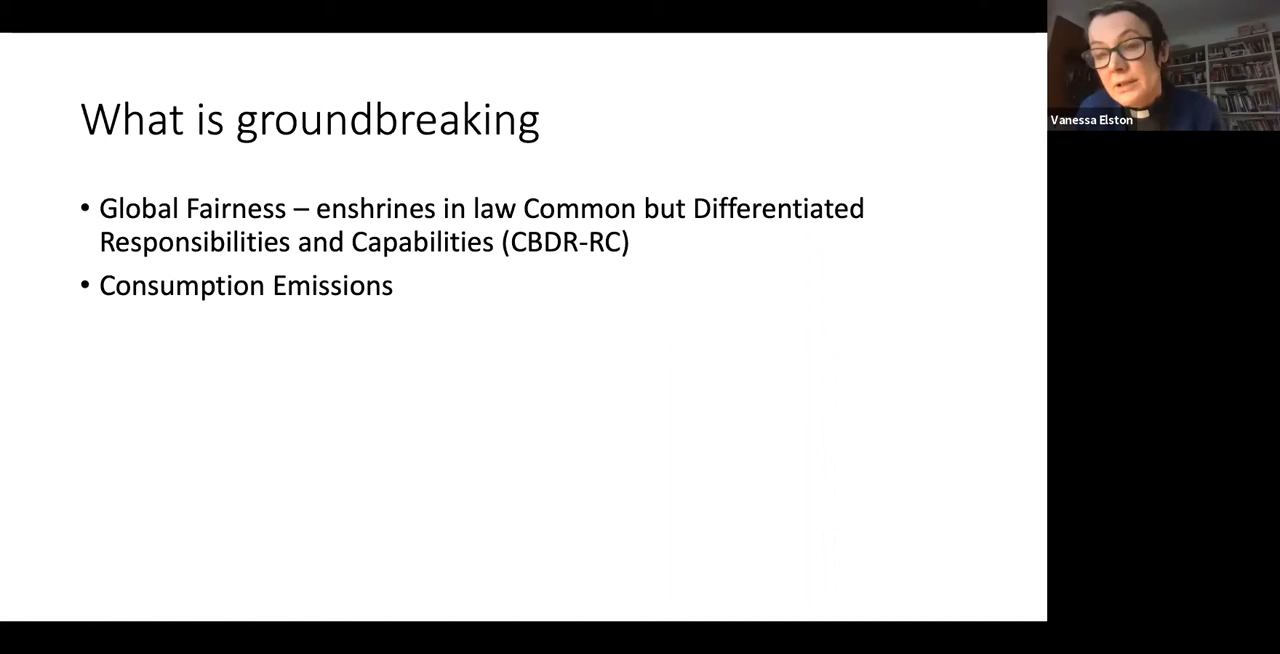 What is groundbreaking
• Global Fairness – enshrines in law Common but Differentiated
Responsibilities and Capabilities (CBDR-RC)
• Consumption Emissions
Vanessa Elston